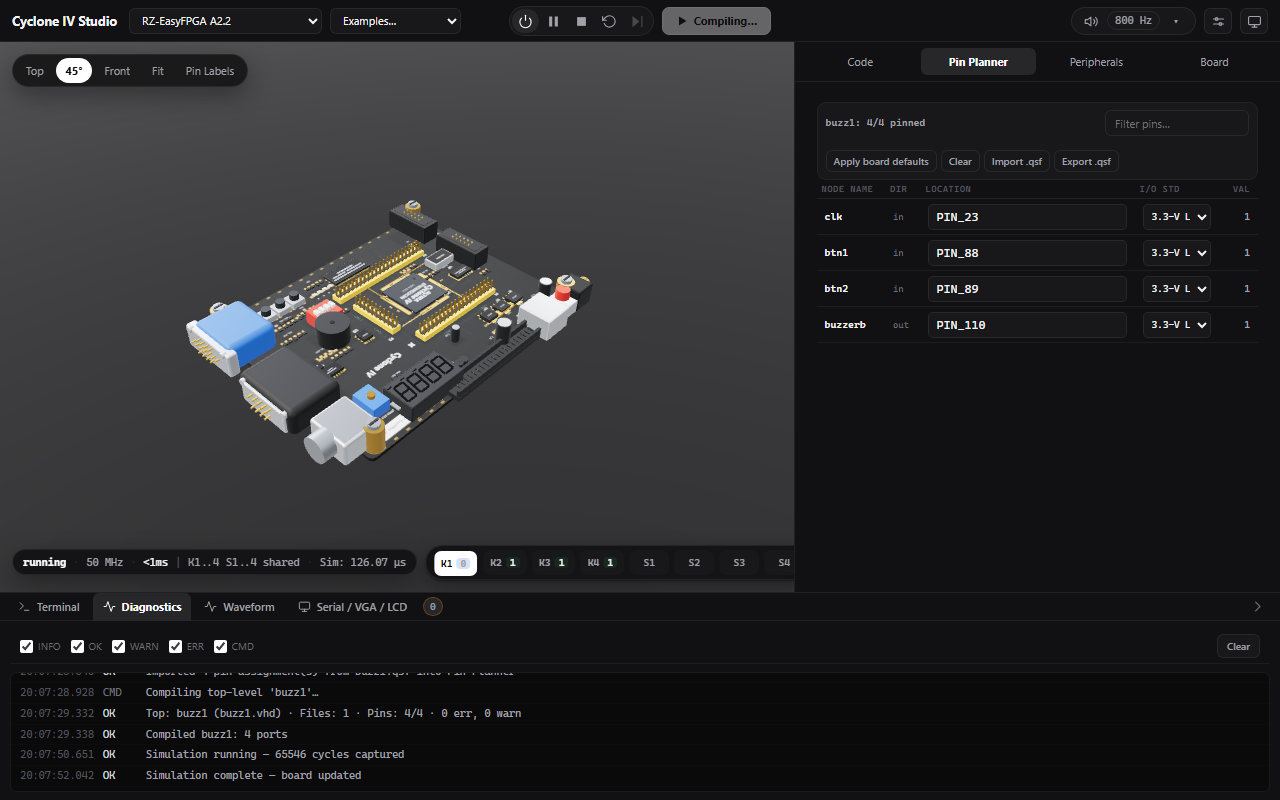 Cyclone IV Studio
RZ-EasyFPGA A2.2
Examples...
Compiling...
800 Hz
Top
45°
Front
Fit
Pin Labels
Code
Pin Planner
Peripherals
Board
buzz1: 4/4 pinned
Filter pins...
Apply board defaults
Clear
Import .qsf
Export .qsf
NODE NAME DIR LOCATION I/O STD VAL
clk in PIN_23 3.3-V L 1
btn1 in PIN_88 3.3-V L 1
btn2 in PIN_89 3.3-V L 1
buzzerb out PIN_110 3.3-V L 1
Cyclone IV
running · 50 MHz · <1ms | K1..4 S1..4 shared · Sim: 126.07 µs
K1 0
K2 1
K3 1
K4 1
S1
S2
S3
S4
Terminal
Diagnostics
Waveform
Serial / VGA / LCD
0
INFO
OK
WARN
ERR
CMD
Clear
20:07:28.928 CMD Compiling top-level 'buzz1'…
20:07:29.332 OK Top: buzz1 (buzz1.vhd) · Files: 1 · Pins: 4/4 · 0 err, 0 warn
20:07:29.338 OK Compiled buzz1: 4 ports
20:07:50.651 OK Simulation running — 65546 cycles captured
20:07:52.042 OK Simulation complete — board updated